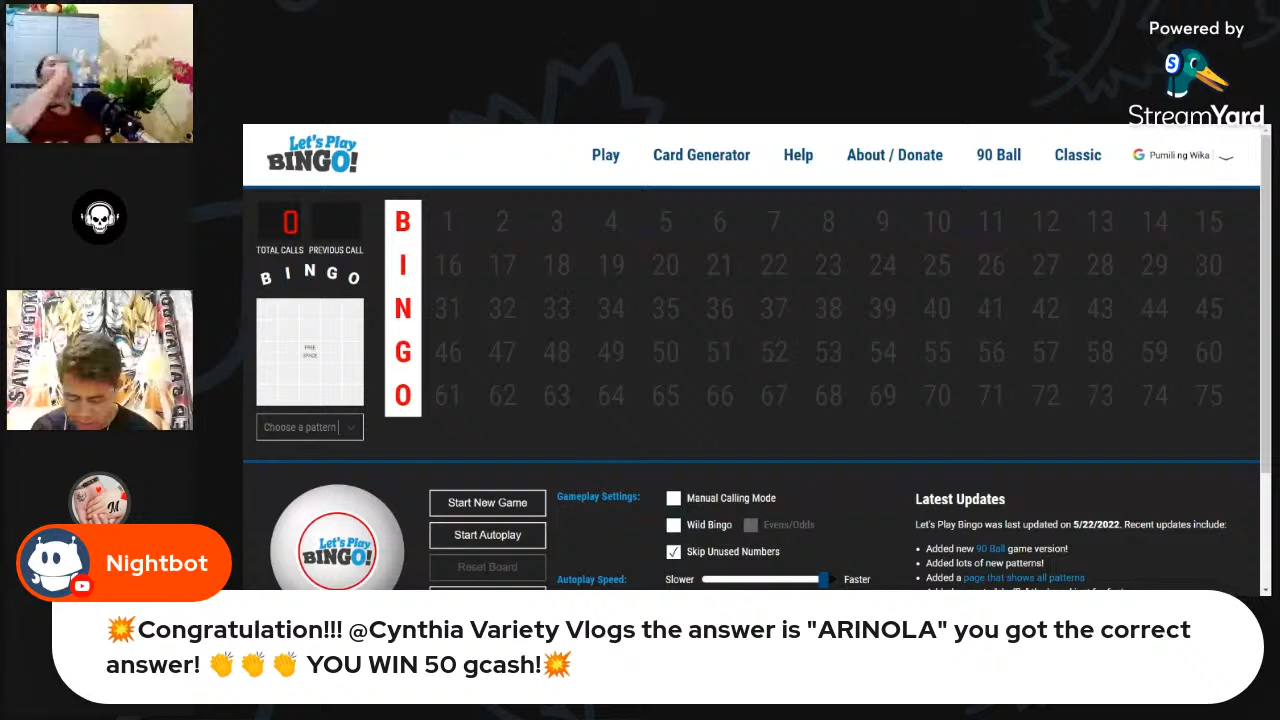 Powered by
StreamYard
Let's Play
BINGO!
Play
Card Generator
Help
About / Donate
90 Ball
Classic
G Pumili ng Wika
0
TOTAL CALLS
PREVIOUS CALL
B I N G O
FREE
SPACE
Choose a pattern
B 1 2 3 4 5 6 7 8 9 10 11 12 13 14 15
I 16 17 18 19 20 21 22 23 24 25 26 27 28 29 30
N 31 32 33 34 35 36 37 38 39 40 41 42 43 44 45
G 46 47 48 49 50 51 52 53 54 55 56 57 58 59 60
O 61 62 63 64 65 66 67 68 69 70 71 72 73 74 75
SAIYAN GOKU
Let's Play
BINGO!
Start New Game
Start Autoplay
Reset Board
Gameplay Settings:
Manual Calling Mode
Wild Bingo
Evens/Odds
Skip Unused Numbers
Autoplay Speed:
Slower
Faster
Latest Updates
Let's Play Bingo was last updated on 5/22/2022. Recent updates include:
Added new 90 Ball game version!
Added lots of new patterns!
Added a page that shows all patterns
M
Nightbot
💥Congratulation!!! @Cynthia Variety Vlogs the answer is "ARINOLA" you got the correct
answer! 👏👏👏 YOU WIN 50 gcash!💥